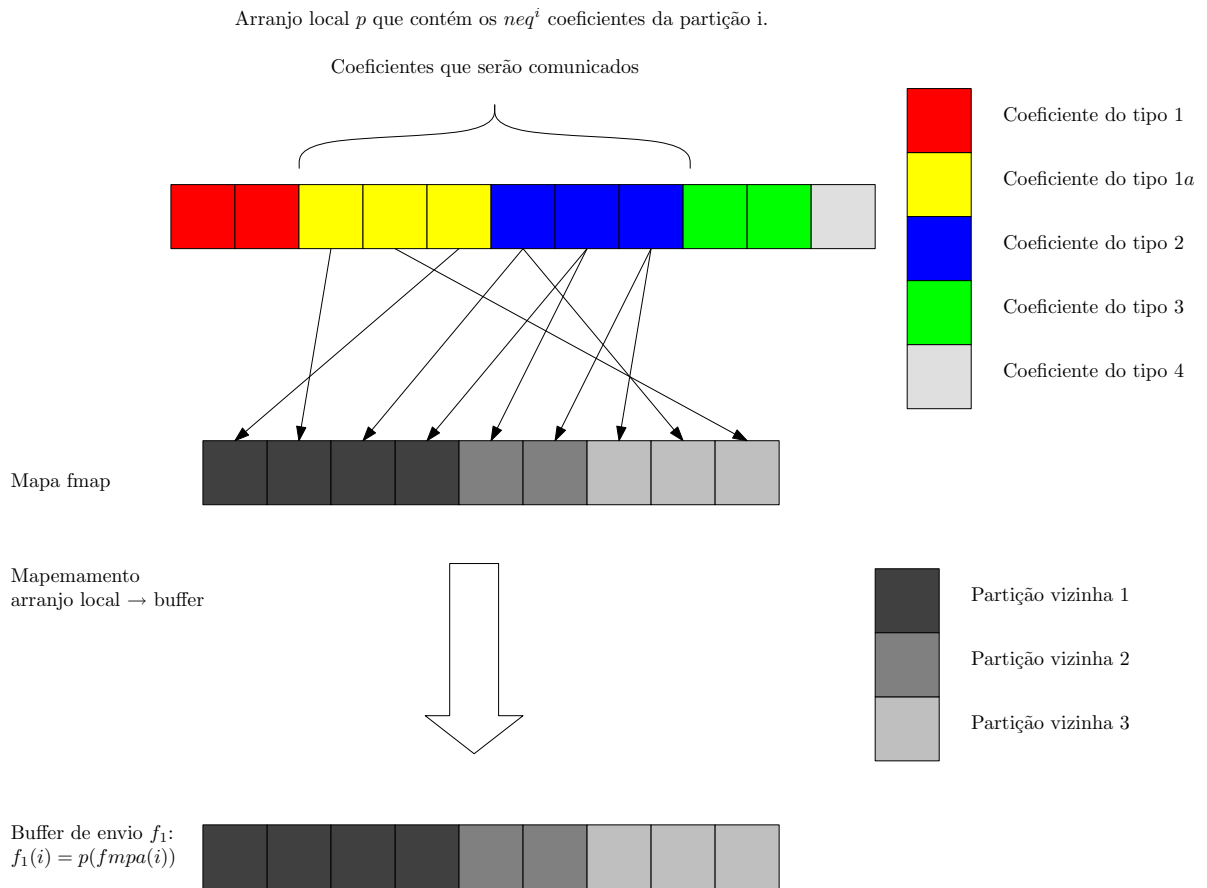 Arranjo local p que contém os neq^i coeficientes da partição i.
Coeficientes que serão comunicados
Coeficiente do tipo 1
Coeficiente do tipo 1a
Coeficiente do tipo 2
Coeficiente do tipo 3
Coeficiente do tipo 4
Mapa fmap
Mapemamento
arranjo local → buffer
Partição vizinha 1
Partição vizinha 2
Partição vizinha 3
Buffer de envio f₁:
f₁(i) = p(fmpa(i))